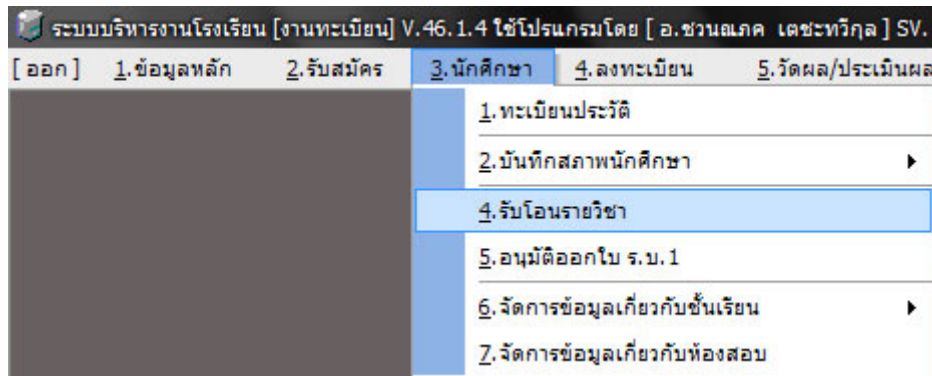 ระบบบริหารงานโรงเรียน [งานทะเบียน] V.46.1.4 ใช้โปรแกรมโดย [ อ.ชวนณภค เตชะทวีกุล ] SV.
[ ออก ] 1.ข้อมูลหลัก 2.รับสมัคร 3.นักศึกษา 4.ลงทะเบียน 5.วัดผล/ประเมินผล
1.ทะเบียนประวัติ
2.บันทึกสภาพนักศึกษา
4.รับโอนรายวิชา
5.อนุมัติออกใบ ร.บ.1
6.จัดการข้อมูลเกี่ยวกับชั้นเรียน
7.จัดการข้อมูลเกี่ยวกับห้องสอบ